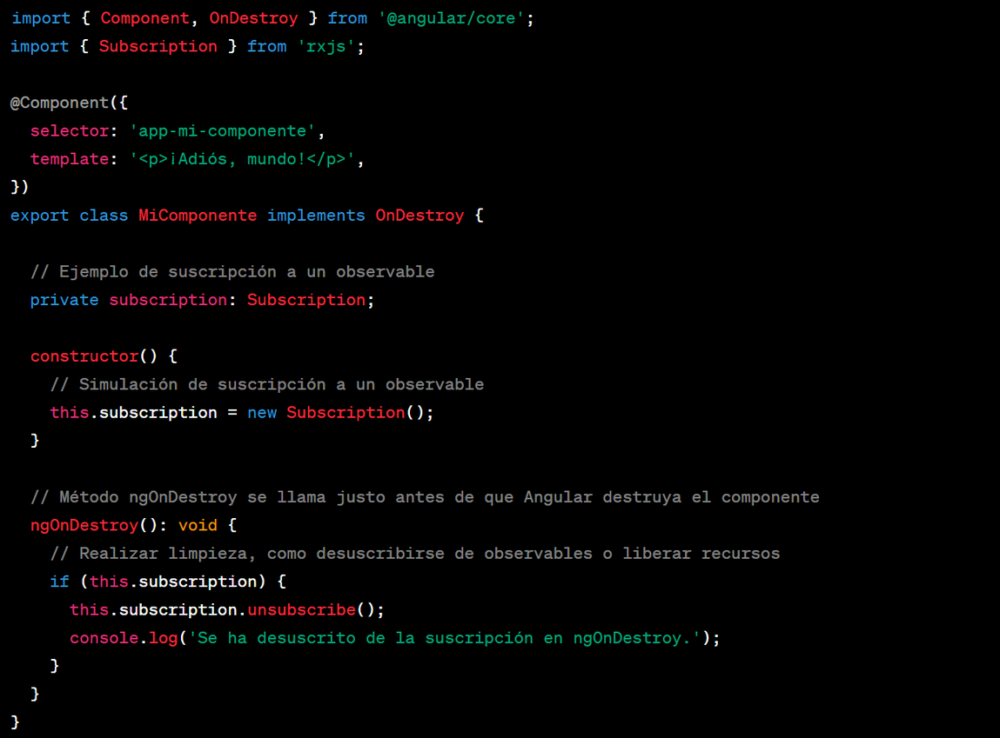 import { Component, OnDestroy } from '@angular/core';
import { Subscription } from 'rxjs';
@Component({
  selector: 'app-mi-componente',
  template: '<p>¡Adiós, mundo!</p>',
})
export class MiComponente implements OnDestroy {
  // Ejemplo de suscripción a un observable
  private subscription: Subscription;
  constructor() {
    // Simulación de suscripción a un observable
    this.subscription = new Subscription();
  }
  // Método ngOnDestroy se llama justo antes de que Angular destruya el componente
  ngOnDestroy(): void {
    // Realizar limpieza, como desuscribirse de observables o liberar recursos
    if (this.subscription) {
      this.subscription.unsubscribe();
      console.log('Se ha desuscrito de la suscripción en ngOnDestroy.');
    }
  }
}